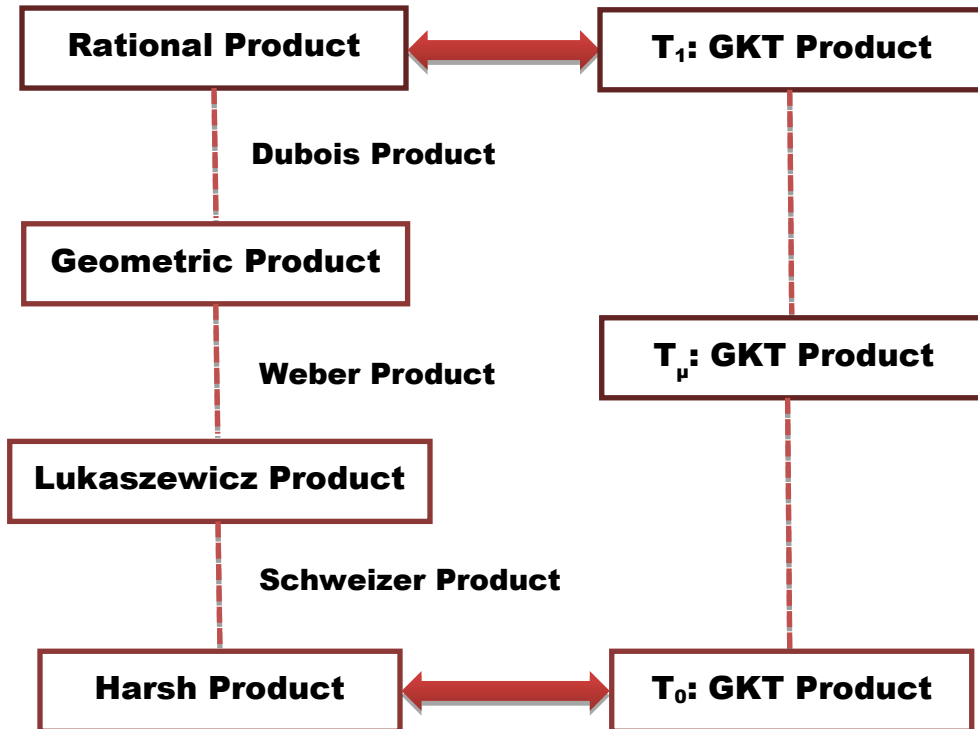 Rational Product
T₁: GKT Product
Dubois Product
Geometric Product
Tμ: GKT Product
Weber Product
Lukaszewicz Product
Schweizer Product
Harsh Product
T₀: GKT Product